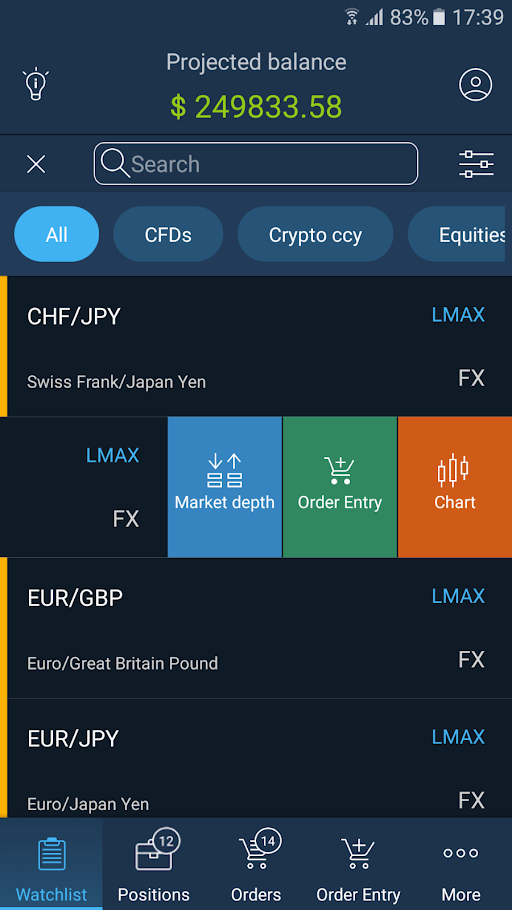 83% 17:39
Projected balance
$ 249833.58
Search
All CFDs Crypto ccy Equities
CHF/JPY LMAX
Swiss Frank/Japan Yen FX
LMAX
FX
Market depth Order Entry Chart
EUR/GBP LMAX
Euro/Great Britain Pound FX
EUR/JPY LMAX
Euro/Japan Yen FX
12 14
Watchlist Positions Orders Order Entry More